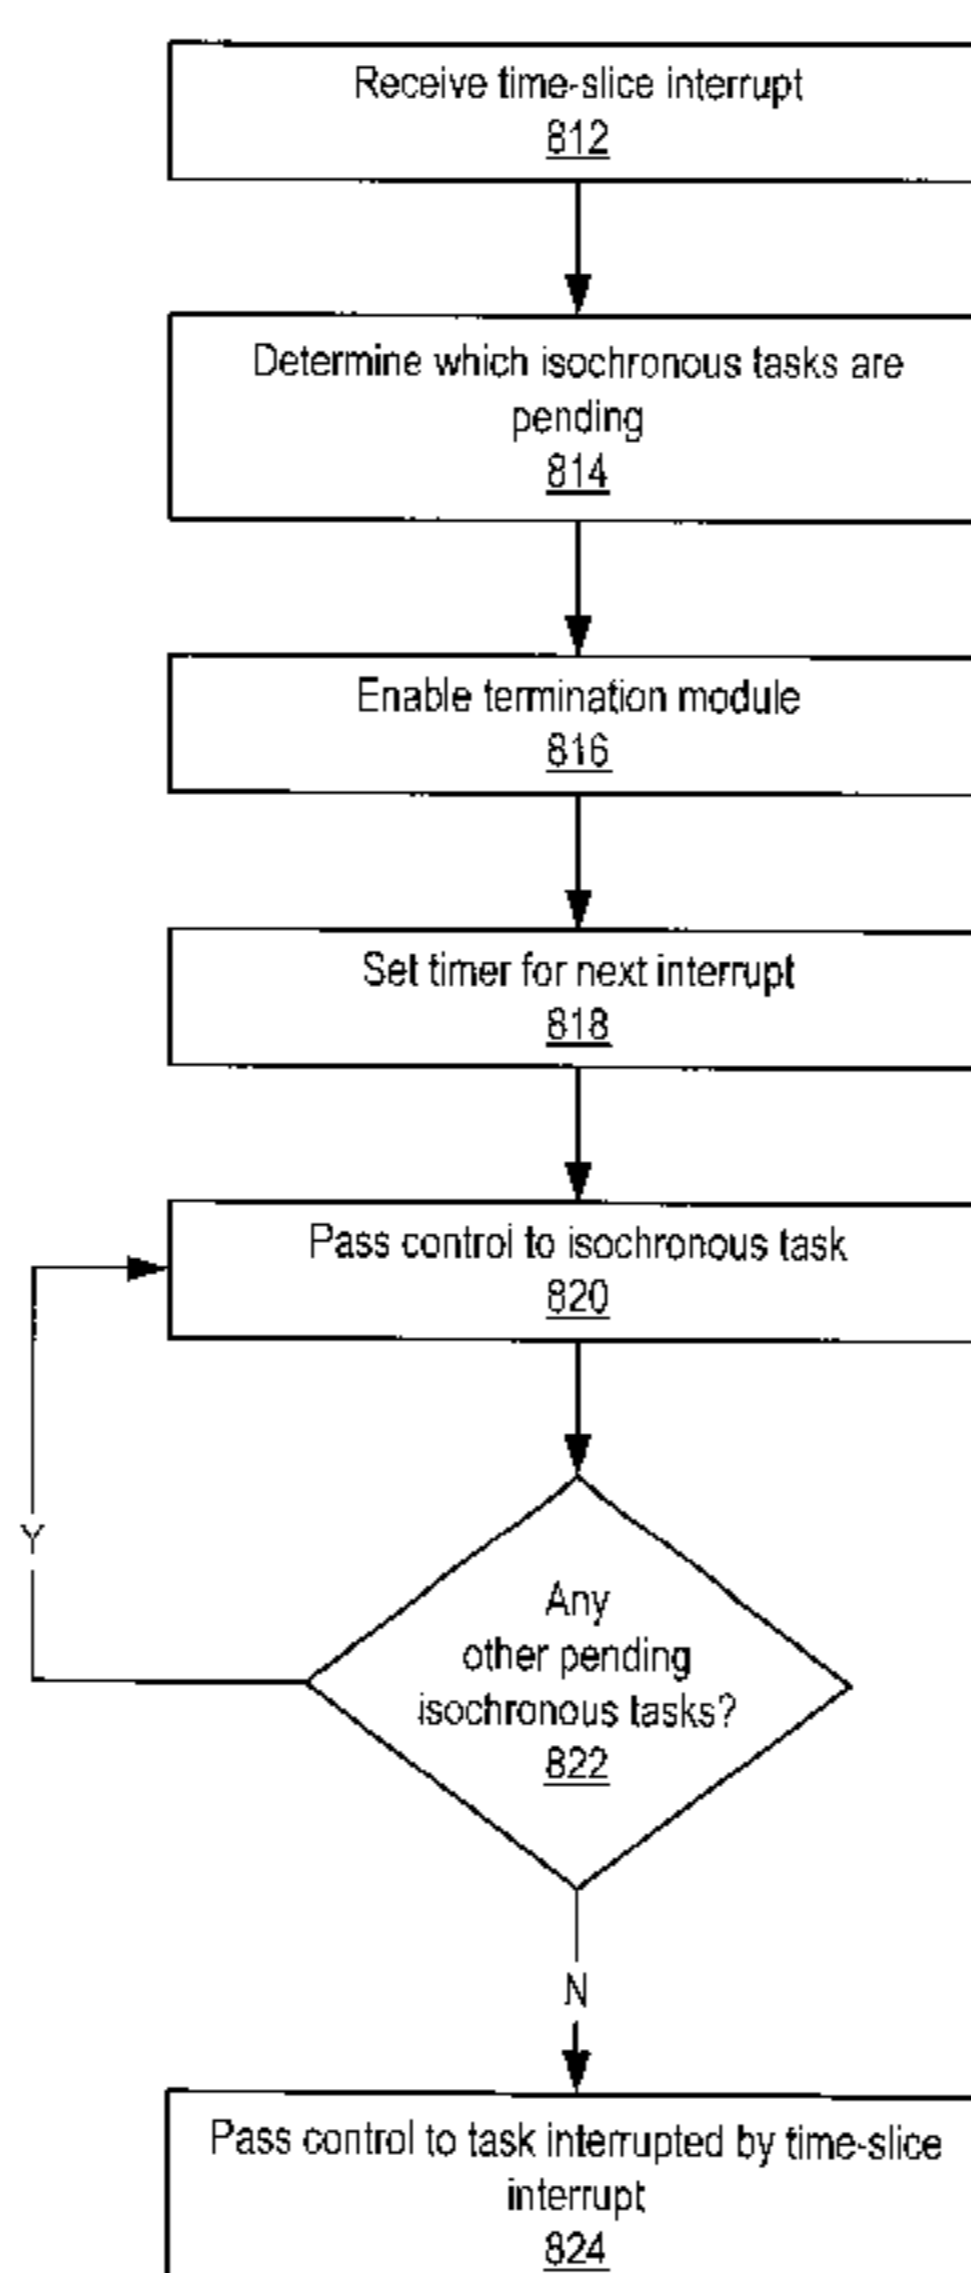 Receive time-slice interrupt
812
Determine which isochronous tasks are
pending
814
Enable termination module
816
Set timer for next interrupt
818
Pass control to isochronous task
820
Y
Any
other pending
isochronous tasks?
822
N
Pass control to task interrupted by time-slice
interrupt
824